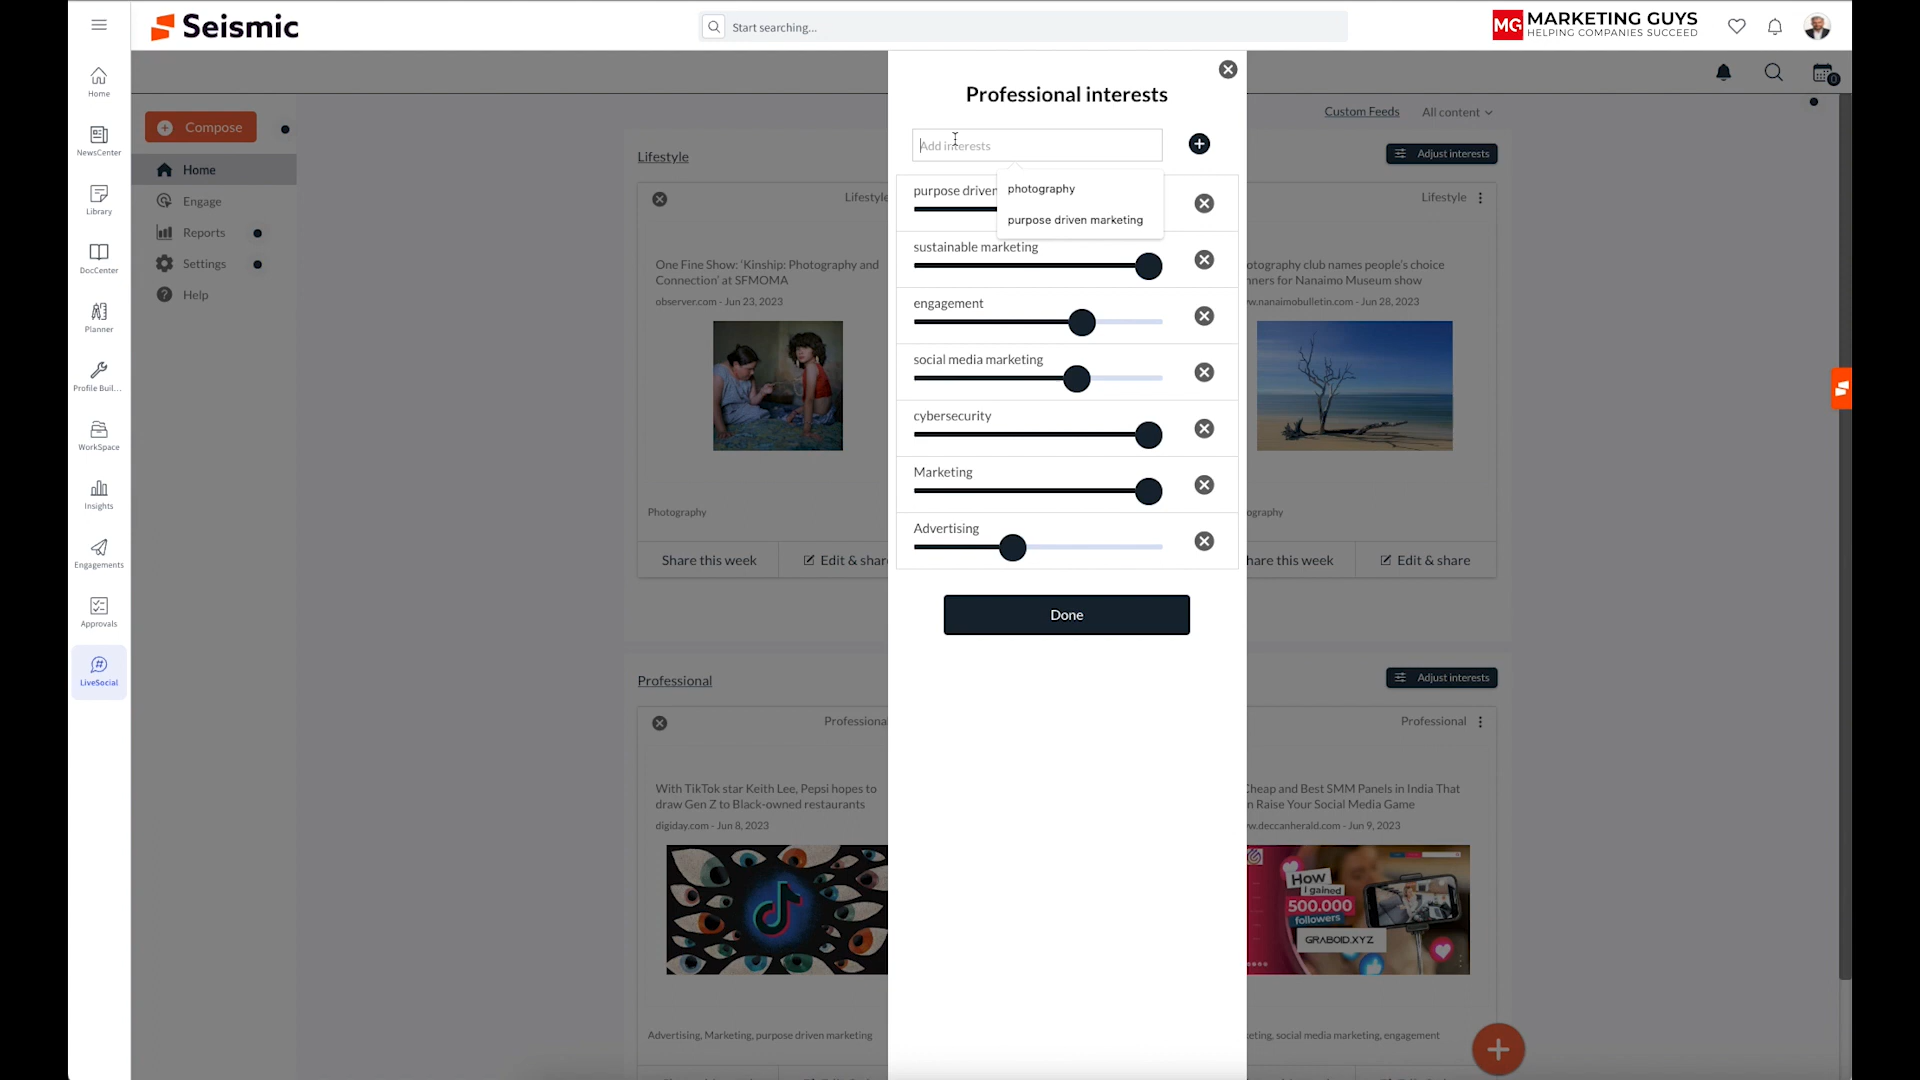 Seismic
Start searching...
MG MARKETING GUYS
HELPING COMPANIES SUCCEED
Home
NewsCenter
Library
DocCenter
Planner
Profile Buil...
WorkSpace
Insights
Engagements
Approvals
LiveSocial
Compose
Home
Engage
Reports
Settings
Help
Custom Feeds
All content
0
Lifestyle
Adjust interests
Lifestyle
One Fine Show: ‘Kinship: Photography and
Connection’ at SFMOMA
observer.com - Jun 23, 2023
Photography
Share this week
Edit & shar
Professional interests
Add interests
photography
purpose driven marketing
purpose driven
sustainable marketing
engagement
social media marketing
cybersecurity
Marketing
Advertising
Done
Lifestyle
otography club names people’s choice
ners for Nanaimo Museum show
w.nanaimobulletin.com - Jun 28, 2023
ography
hare this week
Edit & share
Professional
Adjust interests
Professional
With TikTok star Keith Lee, Pepsi hopes to
draw Gen Z to Black-owned restaurants
digiday.com - Jun 8, 2023
Advertising, Marketing, purpose driven marketing
Professional
Cheap and Best SMM Panels in India That
n Raise Your Social Media Game
ww.deccanherald.com - Jun 9, 2023
How
i gained
500.000
followers
GRABOID.XYZ
eting, social media marketing, engagement